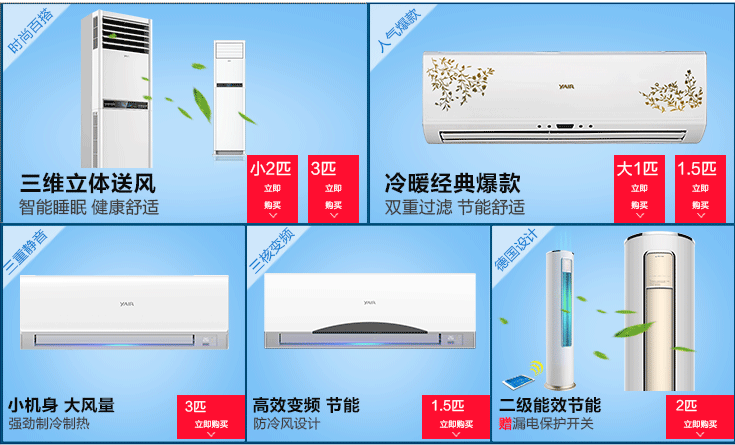 时尚百搭
三维立体送风
智能睡眠 健康舒适
小2匹
立即
购买
3匹
立即
购买
人气爆款
YAIR
冷暖经典爆款
双重过滤 节能舒适
大1匹
立即
购买
1.5匹
立即
购买
三重静音
YAIR
小机身 大风量
强劲制冷制热
3匹
立即购买
三核变频
YAIR
高效变频 节能
防冷风设计
1.5匹
立即购买
德国设计
二级能效节能
赠漏电保护开关
2匹
立即购买